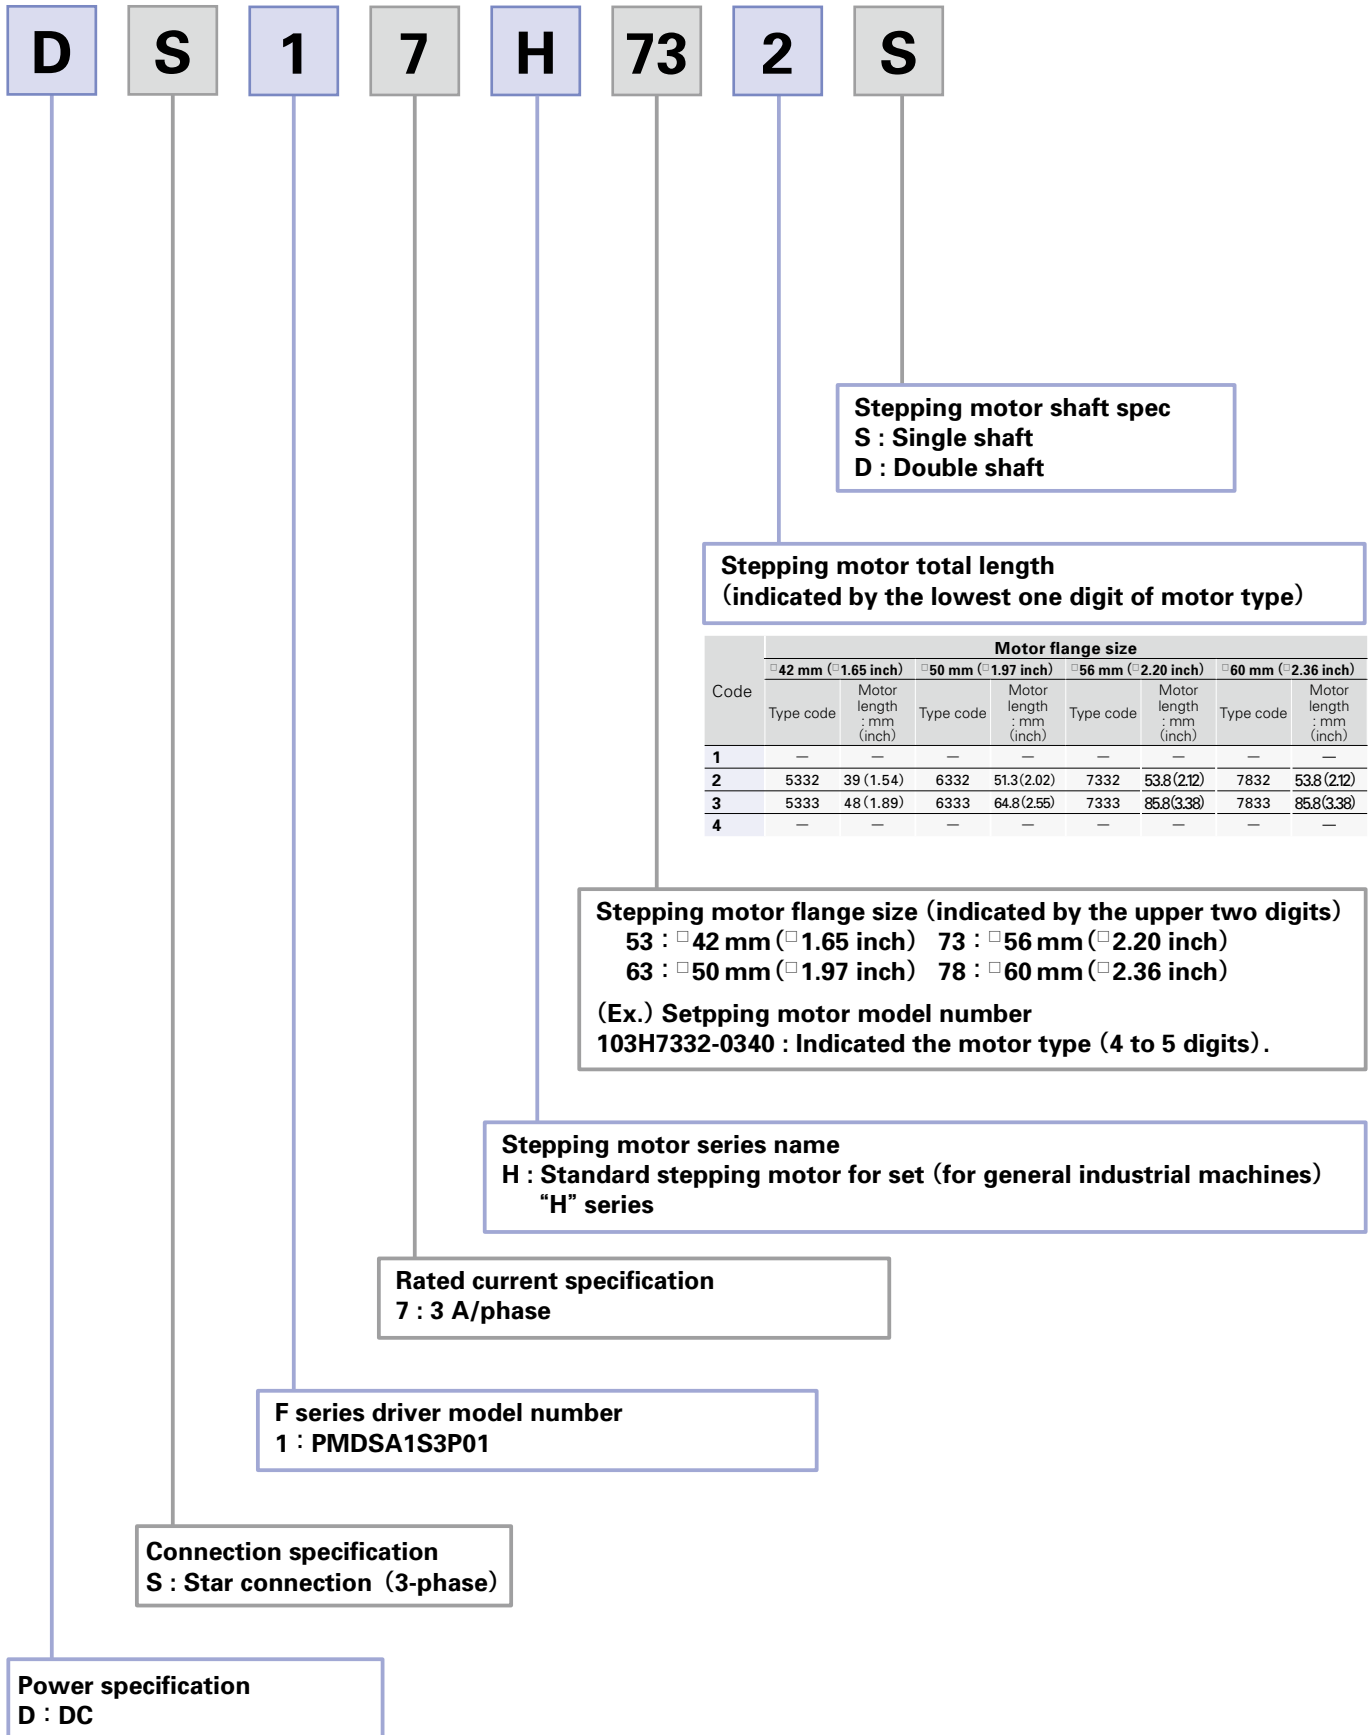 D S 1 7 H 73 2 S
Stepping motor shaft spec
S : Single shaft
D : Double shaft
Stepping motor total length
(indicated by the lowest one digit of motor type)
Motor flange size
Code □42 mm (□1.65 inch) □50 mm (□1.97 inch) □56 mm (□2.20 inch) □60 mm (□2.36 inch)
Type code Motor length : mm (inch) Type code Motor length : mm (inch) Type code Motor length : mm (inch) Type code Motor length : mm (inch)
1 — — — — — — — —
2 5332 39 (1.54) 6332 51.3 (2.02) 7332 53.8 (2.12) 7832 53.8 (2.12)
3 5333 48 (1.89) 6333 64.8 (2.55) 7333 85.8 (3.38) 7833 85.8 (3.38)
4 — — — — — — — —
Stepping motor flange size (indicated by the upper two digits)
53 : □42 mm (□1.65 inch) 73 : □56 mm (□2.20 inch)
63 : □50 mm (□1.97 inch) 78 : □60 mm (□2.36 inch)
(Ex.) Setpping motor model number
103H7332-0340 : Indicated the motor type (4 to 5 digits).
Stepping motor series name
H : Standard stepping motor for set (for general industrial machines)
“H” series
Rated current specification
7 : 3 A/phase
F series driver model number
1 : PMDSA1S3P01
Connection specification
S : Star connection (3-phase)
Power specification
D : DC